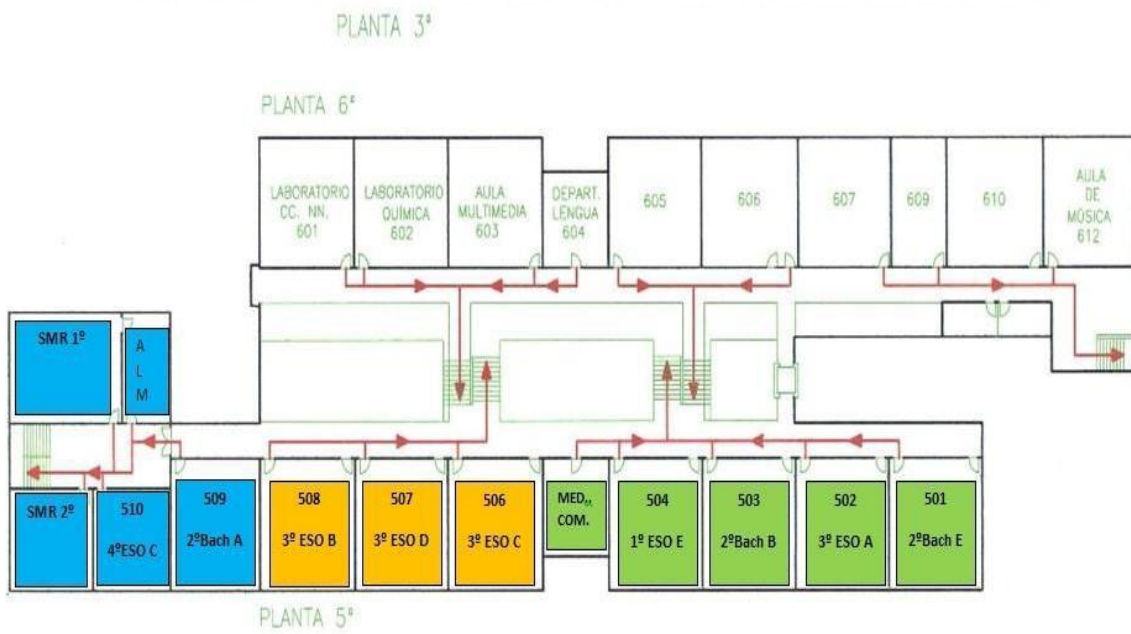 PLANTA 3ª
PLANTA 6ª
LABORATORIO
CC. NN.
601
LABORATORIO
QUÍMICA
602
AULA
MULTIMEDIA
603
DEPART.
LENGUA
604
605
606
607
609
610
AULA
DE
MÚSICA
612
SMR 1º
A
L
M
SMR 2º
510
4ºESO C
509
2ºBach A
508
3º ESO B
507
3º ESO D
506
3º ESO C
MED
COM.
504
1º ESO E
503
2ºBach B
502
3º ESO A
501
2ºBach E
PLANTA 5ª